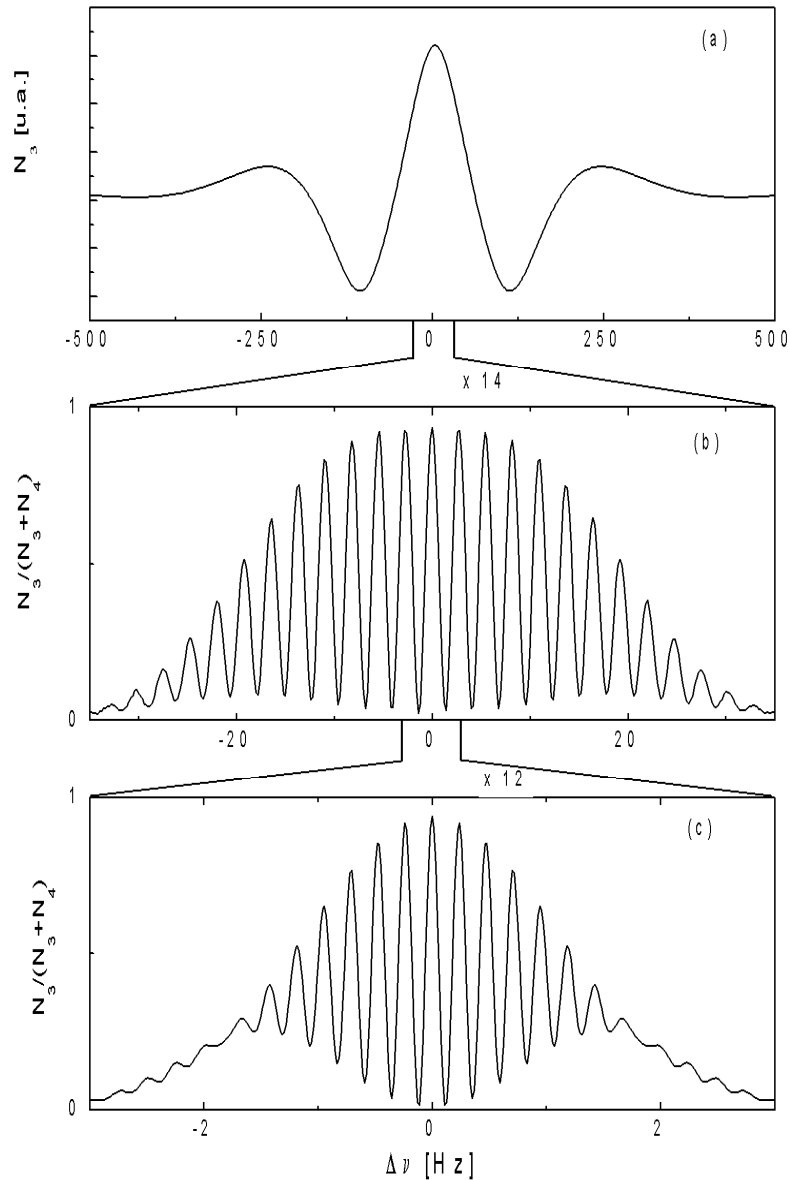 (a)
N₃ [u.a.]
-500 -250 0 250 500
x 14
1
(b)
N₃/(N₃+N₄)
0
-20 0 20
x 12
1
(c)
N₃/(N₃+N₄)
0
-2 0 2
Δν [Hz]